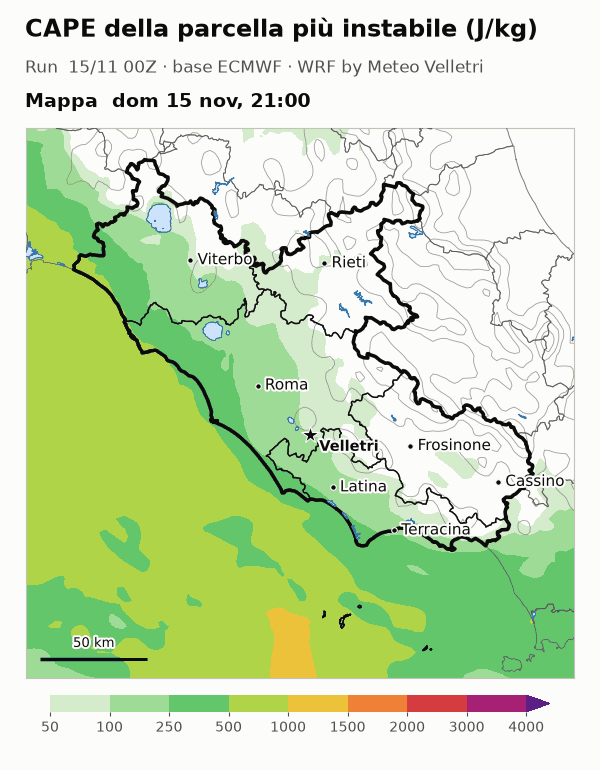 CAPE della parcella più instabile (J/kg)
Run  15/11 00Z · base ECMWF · WRF by Meteo Velletri
Mappa  dom 15 nov, 21:00
Viterbo
Rieti
Roma
Velletri
Frosinone
Latina
Cassino
Terracina
50 km
50 100 250 500 1000 1500 2000 3000 4000